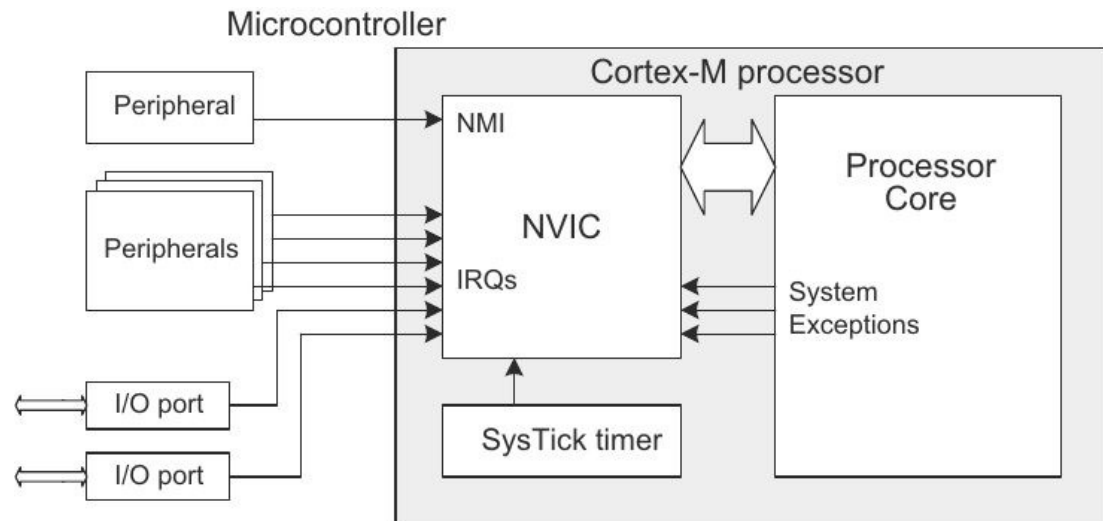 Microcontroller
Cortex-M processor
Peripheral
NMI
Processor
Core
NVIC
Peripherals
IRQs
System
Exceptions
I/O port
SysTick timer
I/O port